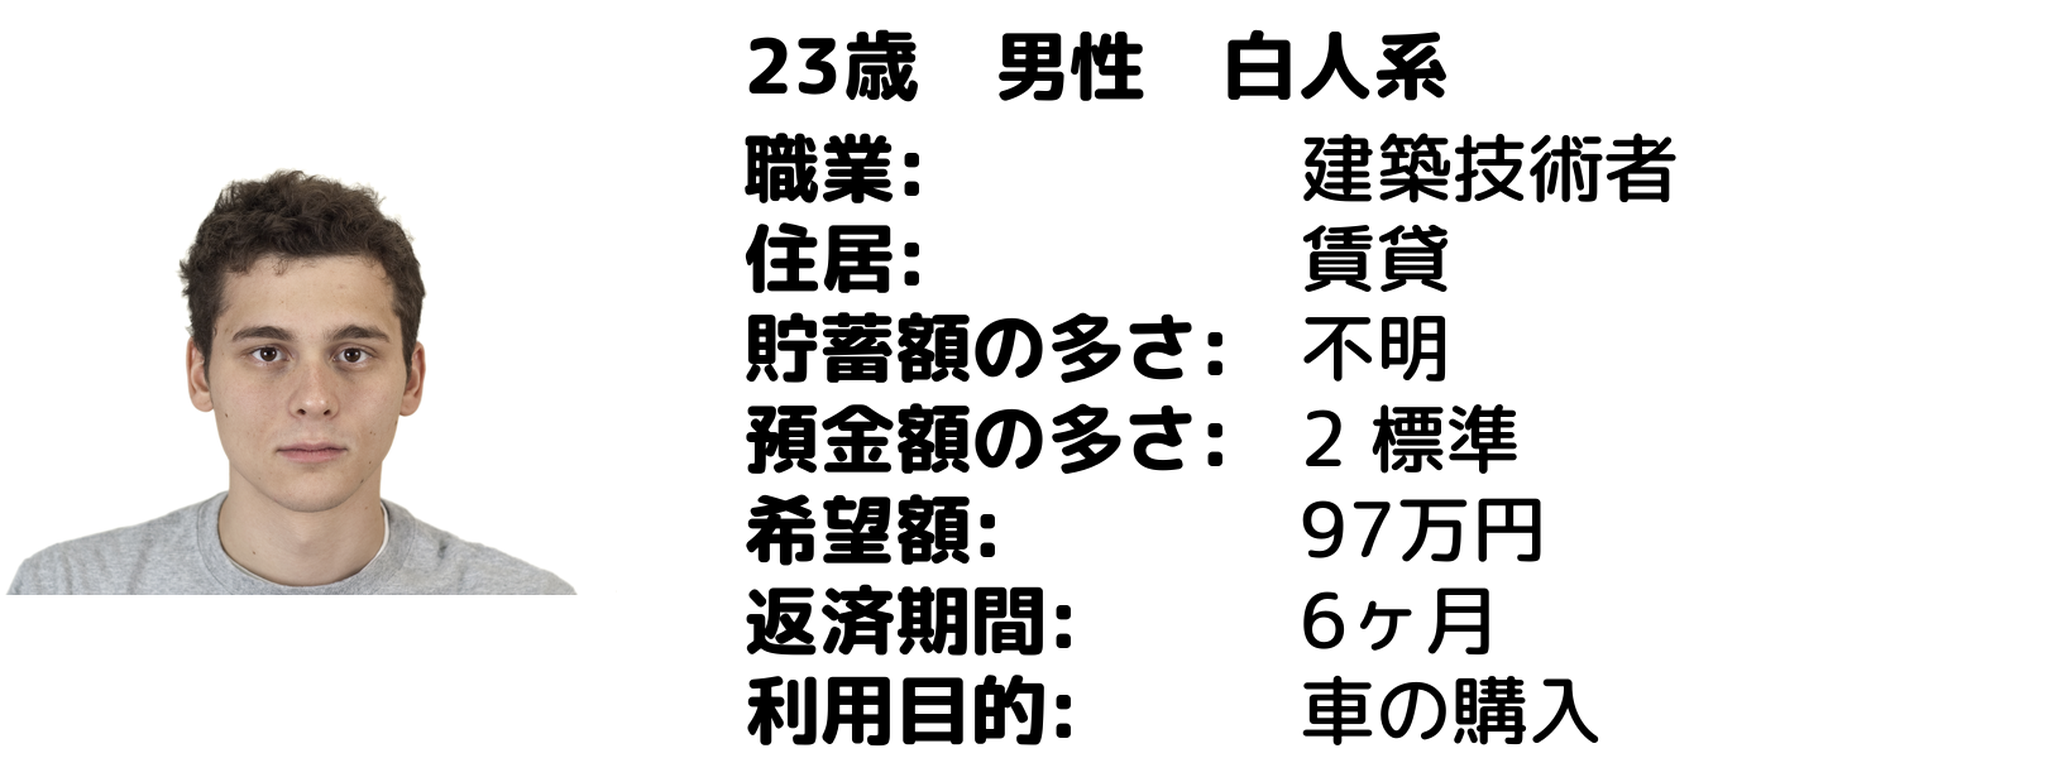 23歳　男性　白人系
職業: 建築技術者
住居: 賃貸
貯蓄額の多さ: 不明
預金額の多さ: 2 標準
希望額: 97万円
返済期間: 6ヶ月
利用目的: 車の購入